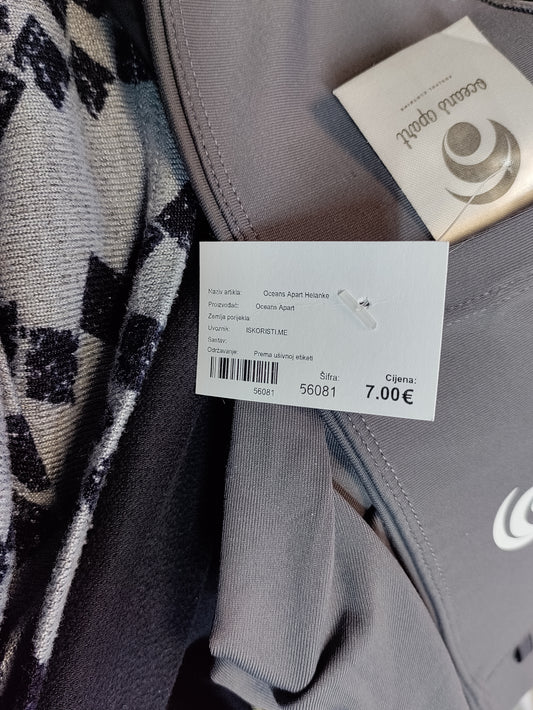 oceans apart
Naziv artikla: Oceans Apart Helanke
Proizvođač: Oceans Apart
Zemlja porijekla:
Uvoznik: ISKORISTI.ME
Sastav:
Održavanje: Prema ušivnoj etiketi
Šifra: Cijena:
56081 56081 7.00€